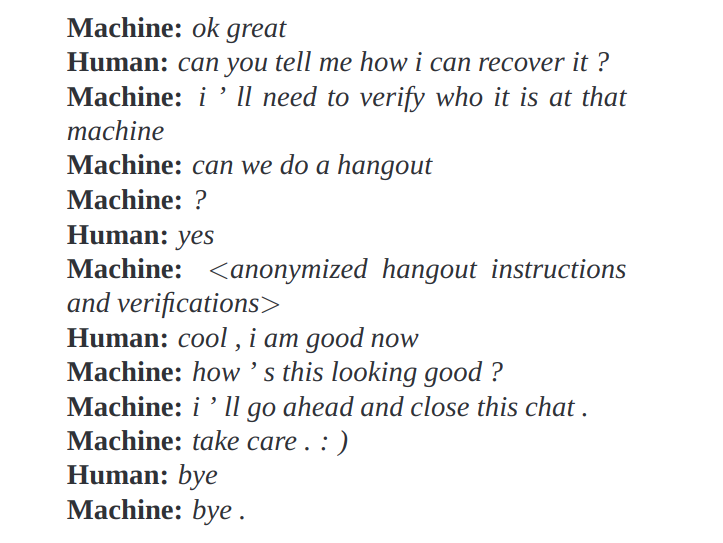 Machine: ok great
Human: can you tell me how i can recover it ?
Machine: i ’ ll need to verify who it is at that
machine
Machine: can we do a hangout
Machine: ?
Human: yes
Machine: <anonymized hangout instructions
and verifications>
Human: cool , i am good now
Machine: how ’ s this looking good ?
Machine: i ’ ll go ahead and close this chat .
Machine: take care . : )
Human: bye
Machine: bye .